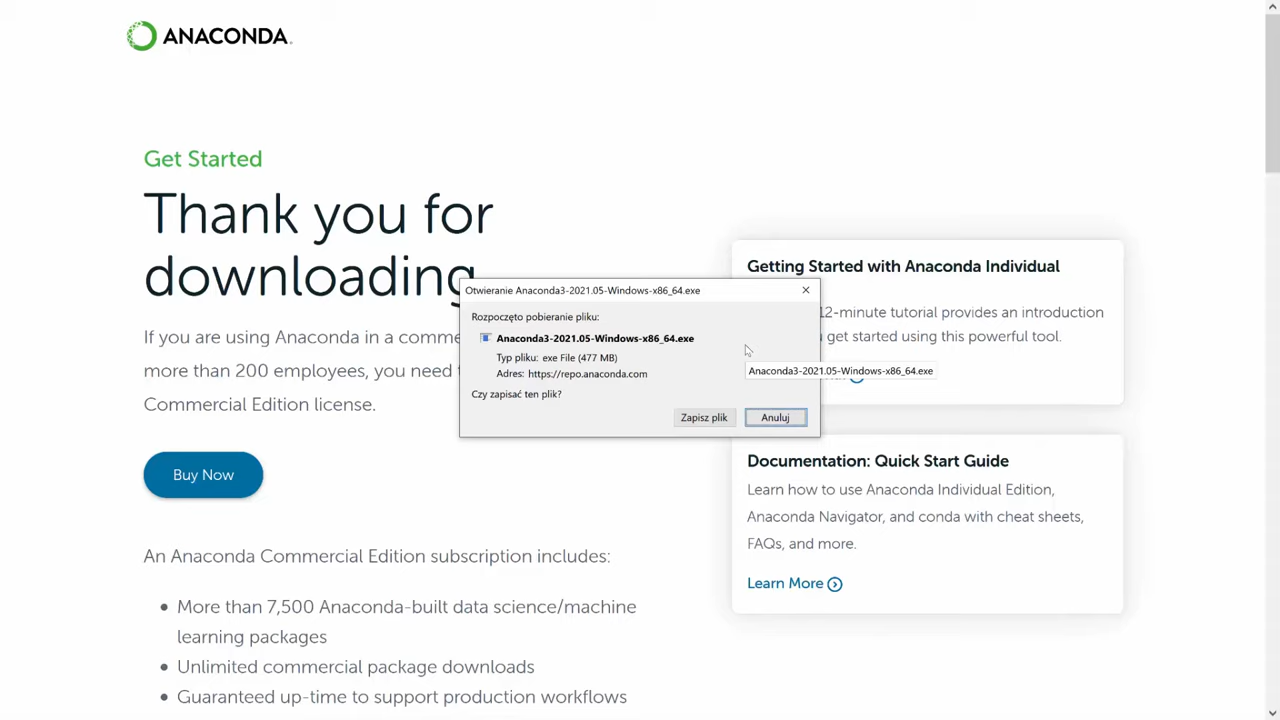 ANACONDA.
Get Started
Thank you for
downloading,
If you are using Anaconda in a comme
more than 200 employees, you need t
Commercial Edition license.
Buy Now
An Anaconda Commercial Edition subscription includes:
• More than 7,500 Anaconda-built data science/machine
learning packages
• Unlimited commercial package downloads
• Guaranteed up-time to support production workflows
Otwieranie Anaconda3-2021.05-Windows-x86_64.exe
Rozpoczęto pobieranie pliku:
Anaconda3-2021.05-Windows-x86_64.exe
Typ pliku: exe File (477 MB)
Adres: https://repo.anaconda.com
Czy zapisać ten plik?
Zapisz plik
Anuluj
Anaconda3-2021.05-Windows-x86_64.exe
Getting Started with Anaconda Individual
12-minute tutorial provides an introduction
get started using this powerful tool.
Documentation: Quick Start Guide
Learn how to use Anaconda Individual Edition,
Anaconda Navigator, and conda with cheat sheets,
FAQs, and more.
Learn More